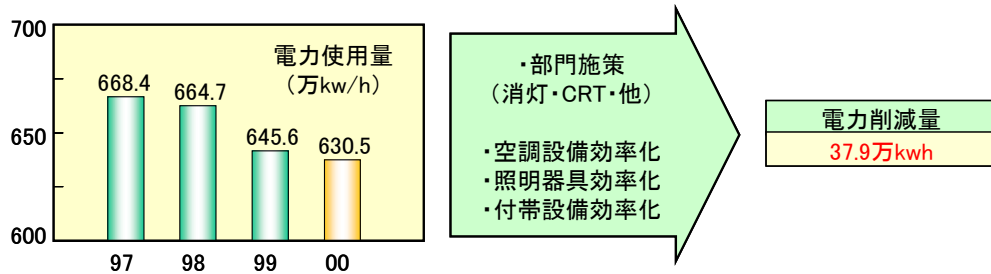 700
650
600
電力使用量
（万kw/h）
668.4
664.7
645.6
630.5
97
98
99
00
・部門施策
（消灯・CRT・他）
・空調設備効率化
・照明器具効率化
・付帯設備効率化
電力削減量
37.9万kwh